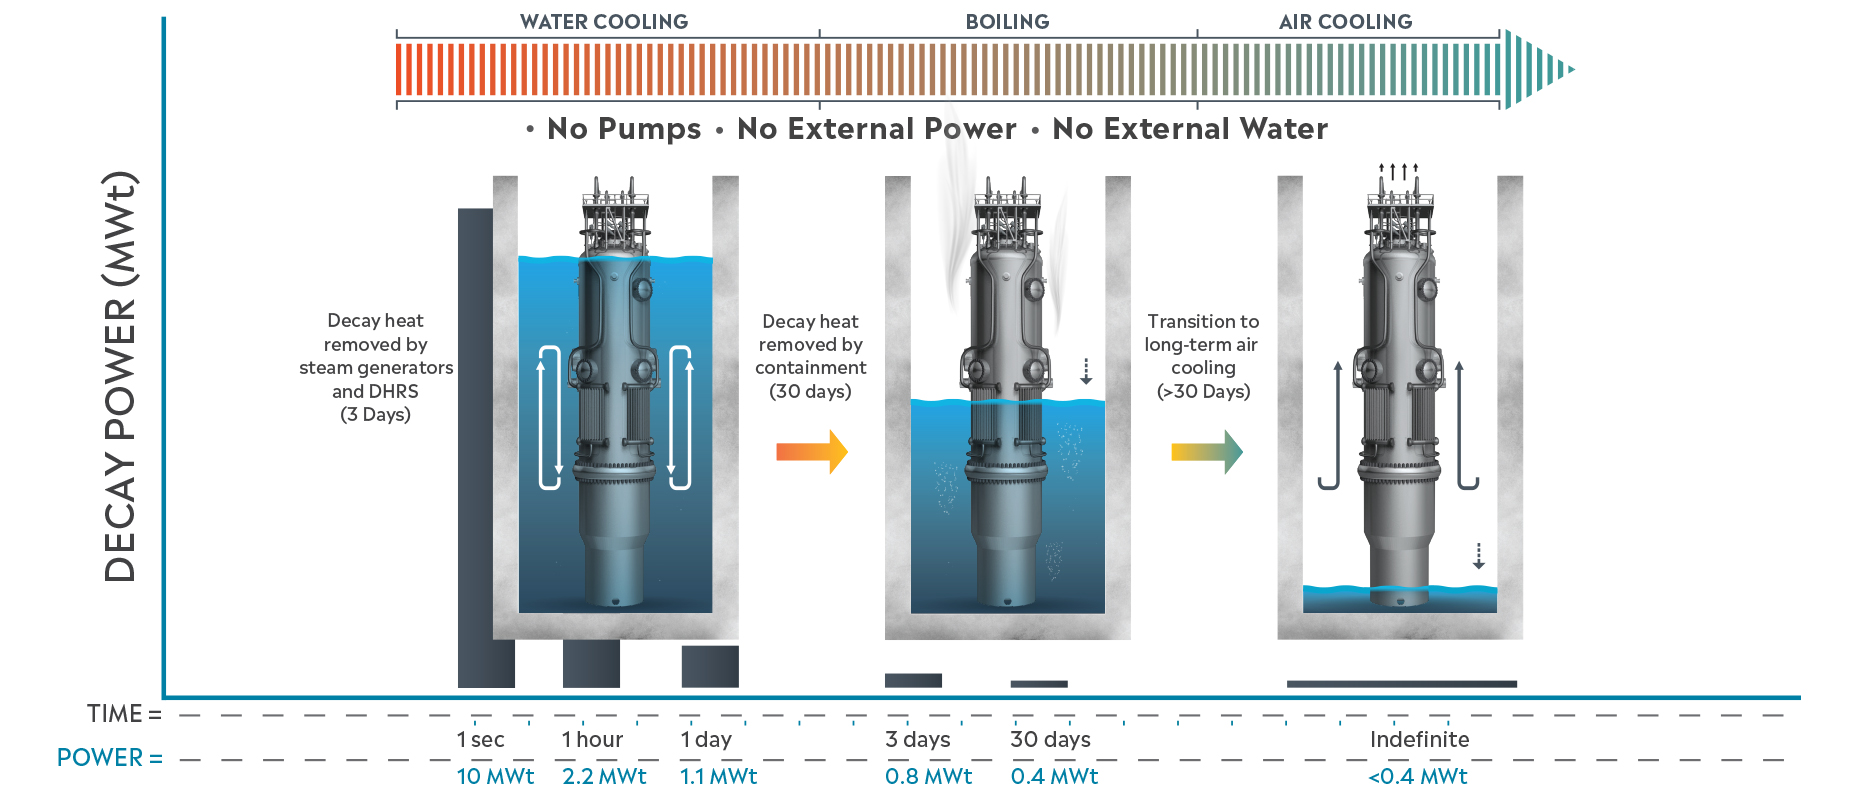 WATER COOLING
BOILING
AIR COOLING
• No Pumps • No External Power • No External Water
DECAY POWER (MWt)
Decay heat
removed by
steam generators
and DHRS
(3 Days)
Decay heat
removed by
containment
(30 days)
Transition to
long-term air
cooling
(>30 Days)
TIME =
1 sec
1 hour
1 day
3 days
30 days
Indefinite
POWER =
10 MWt
2.2 MWt
1.1 MWt
0.8 MWt
0.4 MWt
<0.4 MWt